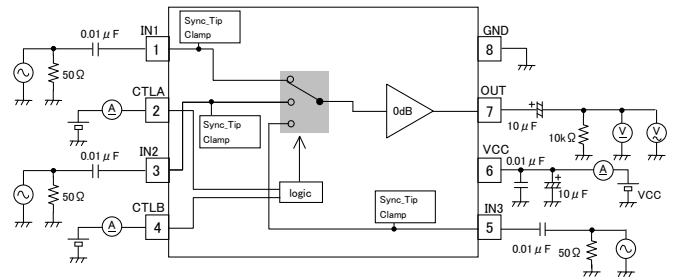 IN1
0.01μF
1
50Ω
Sync_Tip
Clamp
GND
8
CTLA
A
2
OUT
0dB
7
+
10μF
10kΩ
V
V
Sync_Tip
Clamp
IN2
0.01μF
3
50Ω
VCC
6
0.01μF
+
10μF
A
VCC
logic
CTLB
A
4
Sync_Tip
Clamp
IN3
5
0.01μF
50Ω